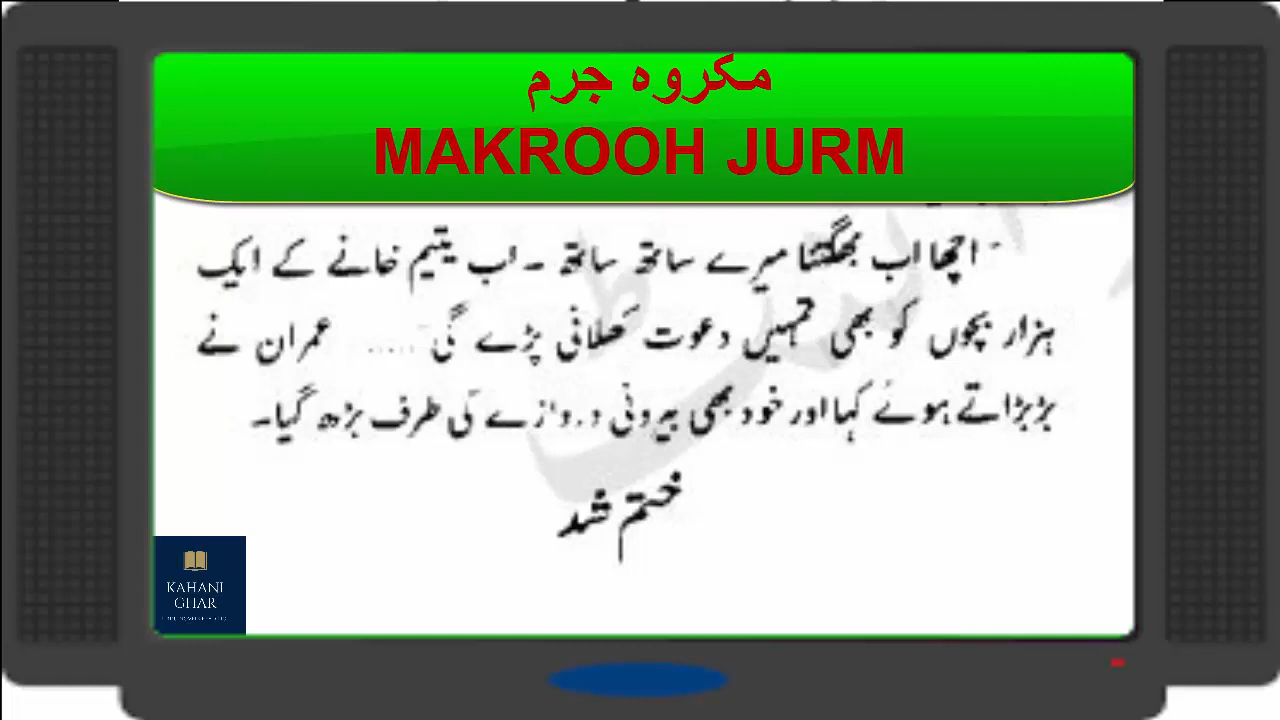 مکروہ جرم
MAKROOH JURM
- اچھا اب بھگتنا میرے ساتھ ساتھ ۔ اب یتیم خانے کے ایک
ہزار بچوں کو بھی تمہیں دعوت کھلانی پڑے گی ..... عمران نے
بڑبڑاتے ہوئے کہا اور خود بھی بیرونی دروازے کی طرف بڑھ گیا۔
ختم شد
KAHANI
GHAR